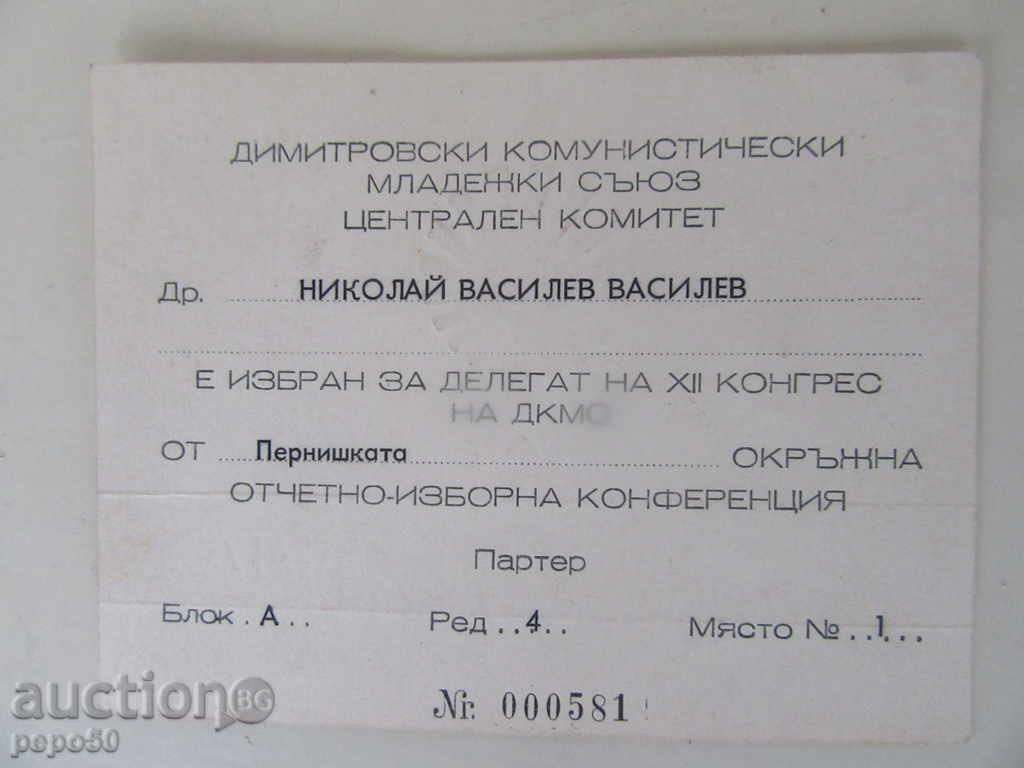 ДИМИТРОВСКИ КОМУНИСТИЧЕСКИ
МЛАДЕЖКИ СЪЮЗ
ЦЕНТРАЛЕН КОМИТЕТ
Др. НИКОЛАЙ ВАСИЛЕВ ВАСИЛЕВ
Е ИЗБРАН ЗА ДЕЛЕГАТ НА XII КОНГРЕС
НА ДКМС
ОТ Пернишката ОКРЪЖНА
ОТЧЕТНО-ИЗБОРНА КОНФЕРЕНЦИЯ
Партер
Блок . А . . Ред . . 4 . . Място № . . 1 . . .
Nr. 000581
auction BG
pepo50